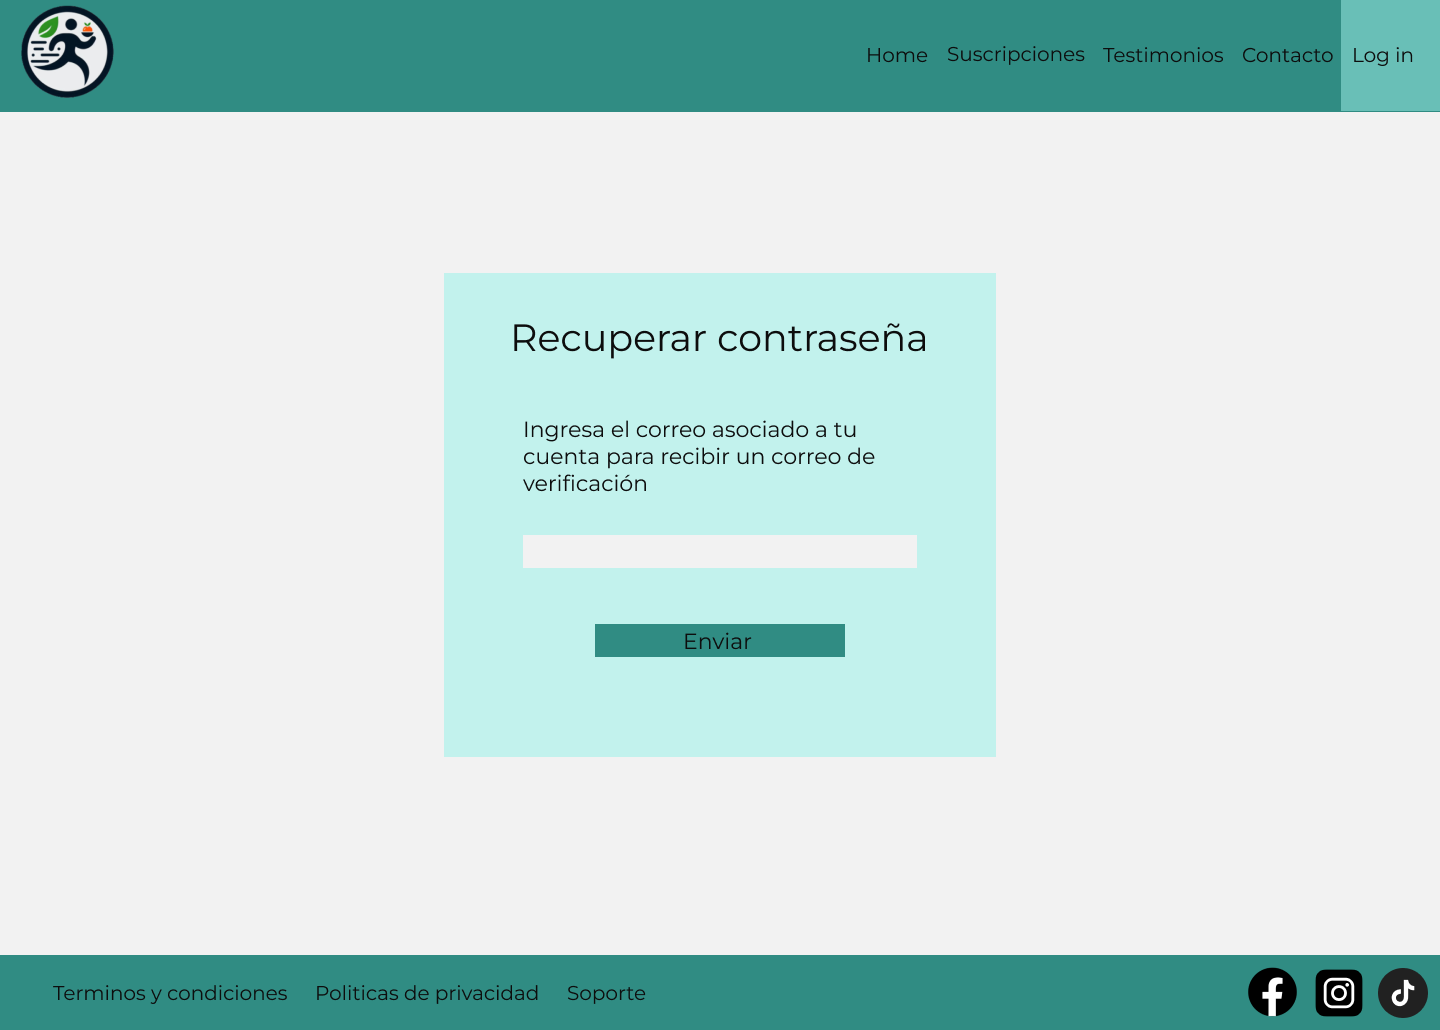 Home
Suscripciones
Testimonios
Contacto
Log in
Recuperar contraseña
Ingresa el correo asociado a tu
cuenta para recibir un correo de
verificación
Enviar
Terminos y condiciones
Politicas de privacidad
Soporte